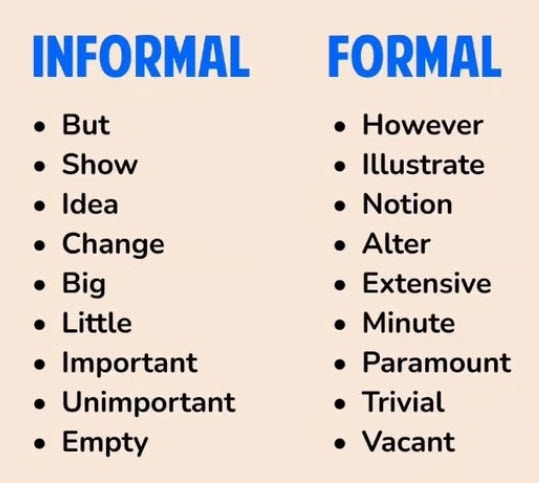 INFORMAL
• But
• Show
• Idea
• Change
• Big
• Little
• Important
• Unimportant
• Empty
FORMAL
• However
• Illustrate
• Notion
• Alter
• Extensive
• Minute
• Paramount
• Trivial
• Vacant